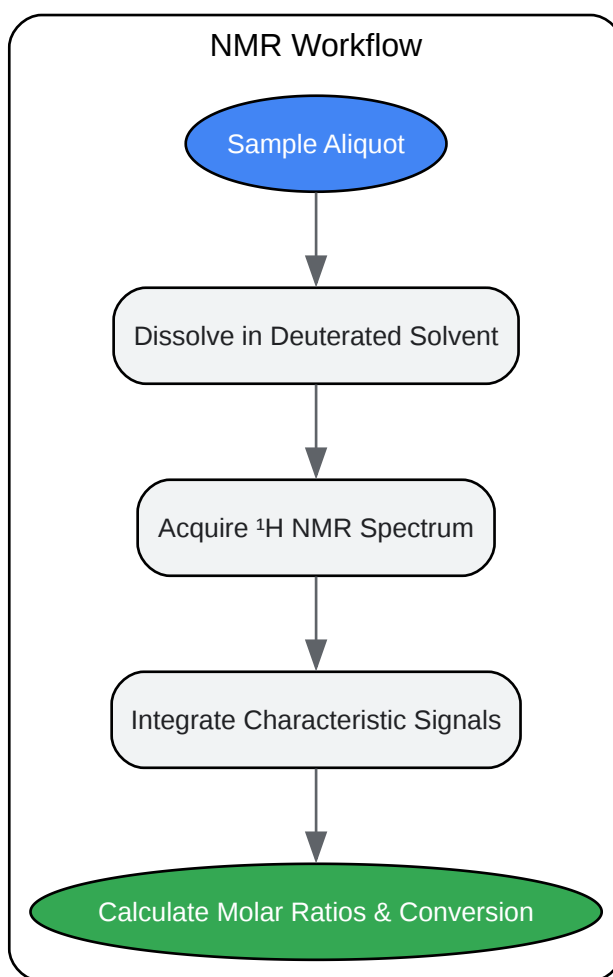 NMR Workflow
Sample Aliquot
Dissolve in Deuterated Solvent
Acquire ¹H NMR Spectrum
Integrate Characteristic Signals
Calculate Molar Ratios & Conversion